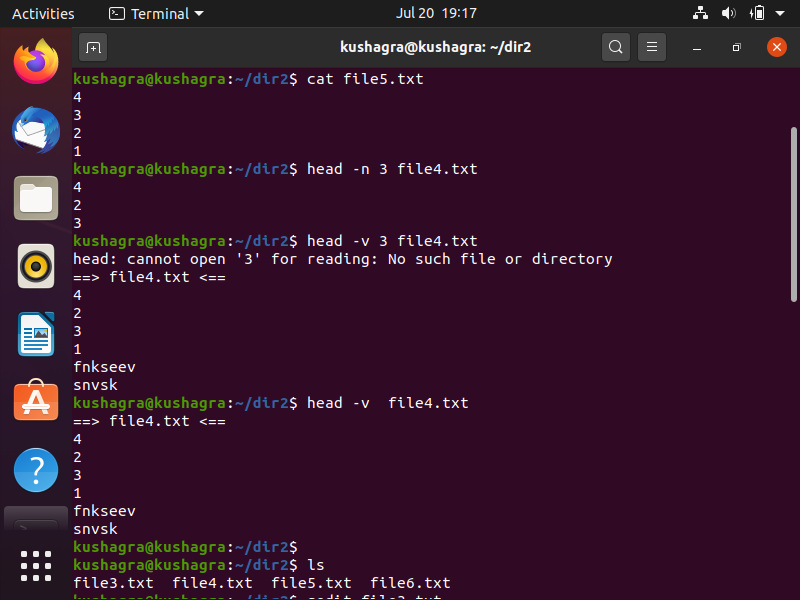 Activities Terminal Jul 20 19:17
kushagra@kushagra: ~/dir2
kushagra@kushagra:~/dir2$ cat file5.txt
4
3
2
1
kushagra@kushagra:~/dir2$ head -n 3 file4.txt
4
2
3
kushagra@kushagra:~/dir2$ head -v 3 file4.txt
head: cannot open '3' for reading: No such file or directory
==> file4.txt <==
4
2
3
1
fnkseev
snvsk
kushagra@kushagra:~/dir2$ head -v  file4.txt
==> file4.txt <==
4
2
3
1
fnkseev
snvsk
kushagra@kushagra:~/dir2$
kushagra@kushagra:~/dir2$ ls
file3.txt  file4.txt  file5.txt  file6.txt